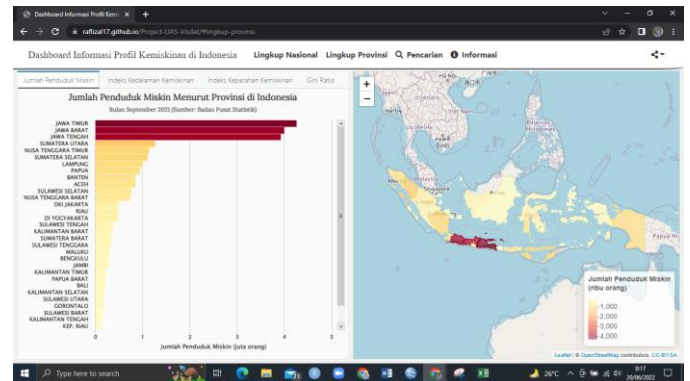 Dashboard Informasi Profil Kemi
raflizal17.github.io/Project-UAS-Visdat/#lingkup-provinsi
Dashboard Informasi Profil Kemiskinan di Indonesia
Lingkup Nasional
Lingkup Provinsi
Pencarian
Informasi
Jumlah Penduduk Miskin
Indeks Kedalaman Kemiskinan
Indeks Keparahan Kemiskinan
Gini Ratio
Jumlah Penduduk Miskin Menurut Provinsi di Indonesia
Bulan September 2021 (Sumber: Badan Pusat Statistik)
JAWA TIMUR
JAWA BARAT
JAWA TENGAH
SUMATERA UTARA
NUSA TENGGARA TIMUR
SUMATERA SELATAN
LAMPUNG
PAPUA
BANTEN
ACEH
SULAWESI SELATAN
NUSA TENGGARA BARAT
DKI JAKARTA
RIAU
DI YOGYAKARTA
SULAWESI TENGAH
KALIMANTAN BARAT
SUMATERA BARAT
SULAWESI TENGGARA
MALUKU
BENGKULU
JAMBI
KALIMANTAN TIMUR
PAPUA BARAT
BALI
KALIMANTAN SELATAN
SULAWESI UTARA
GORONTALO
SULAWESI BARAT
KALIMANTAN TENGAH
KEP. RIAU
0 1 2 3 4 5
Jumlah Penduduk Miskin (juta orang)
+
−
Malaysia
Singapore
Pilipinas
Philippines
Papua
Jumlah Penduduk Miskin
(ribu orang)
1,000
2,000
3,000
4,000
Leaflet | © OpenStreetMap contributors, CC-BY-SA
Type here to search
26°C
0:17
20/06/2022